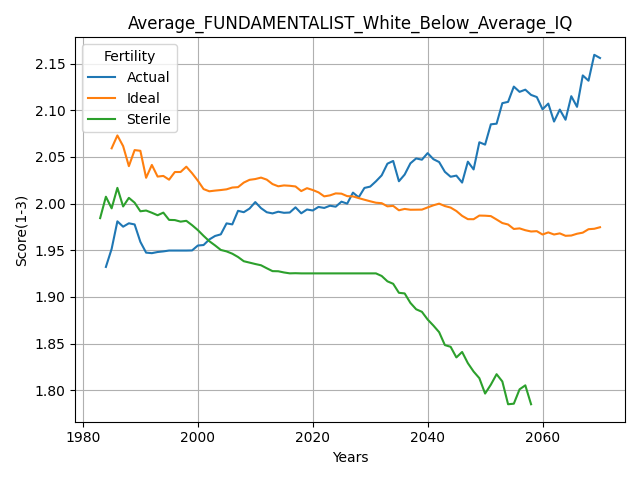 Average_FUNDAMENTALIST_White_Below_Average_IQ
Fertility
Actual
Ideal
Sterile
Score(1-3)
2.15
2.10
2.05
2.00
1.95
1.90
1.85
1.80
1980 2000 2020 2040 2060
Years